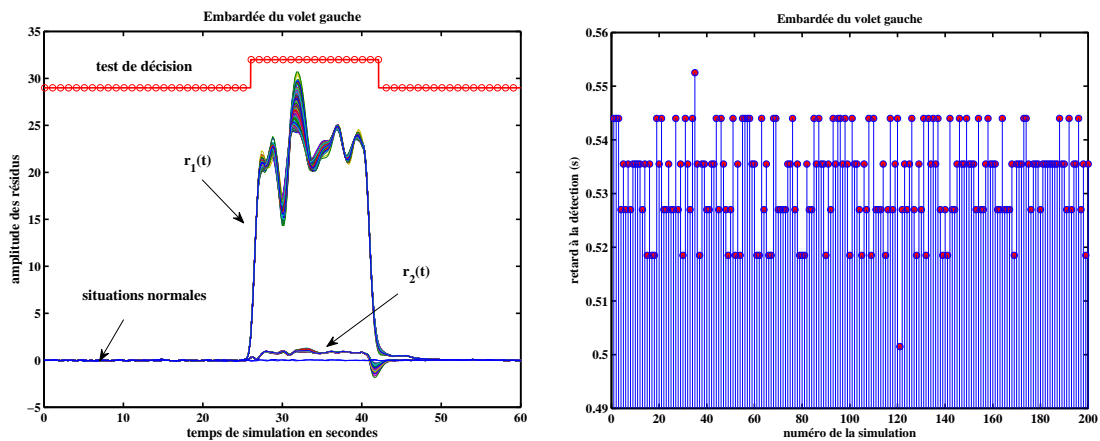 Embardée du volet gauche
35
30
25
20
15
10
5
0
−5
amplitude des résidus
test de décision
r1(t)
r2(t)
situations normales
0 10 20 30 40 50 60
temps de simulation en secondes
Embardée du volet gauche
0.56
0.55
0.54
0.53
0.52
0.51
0.5
0.49
retard à la détection (s)
0 20 40 60 80 100 120 140 160 180 200
numéro de la simulation